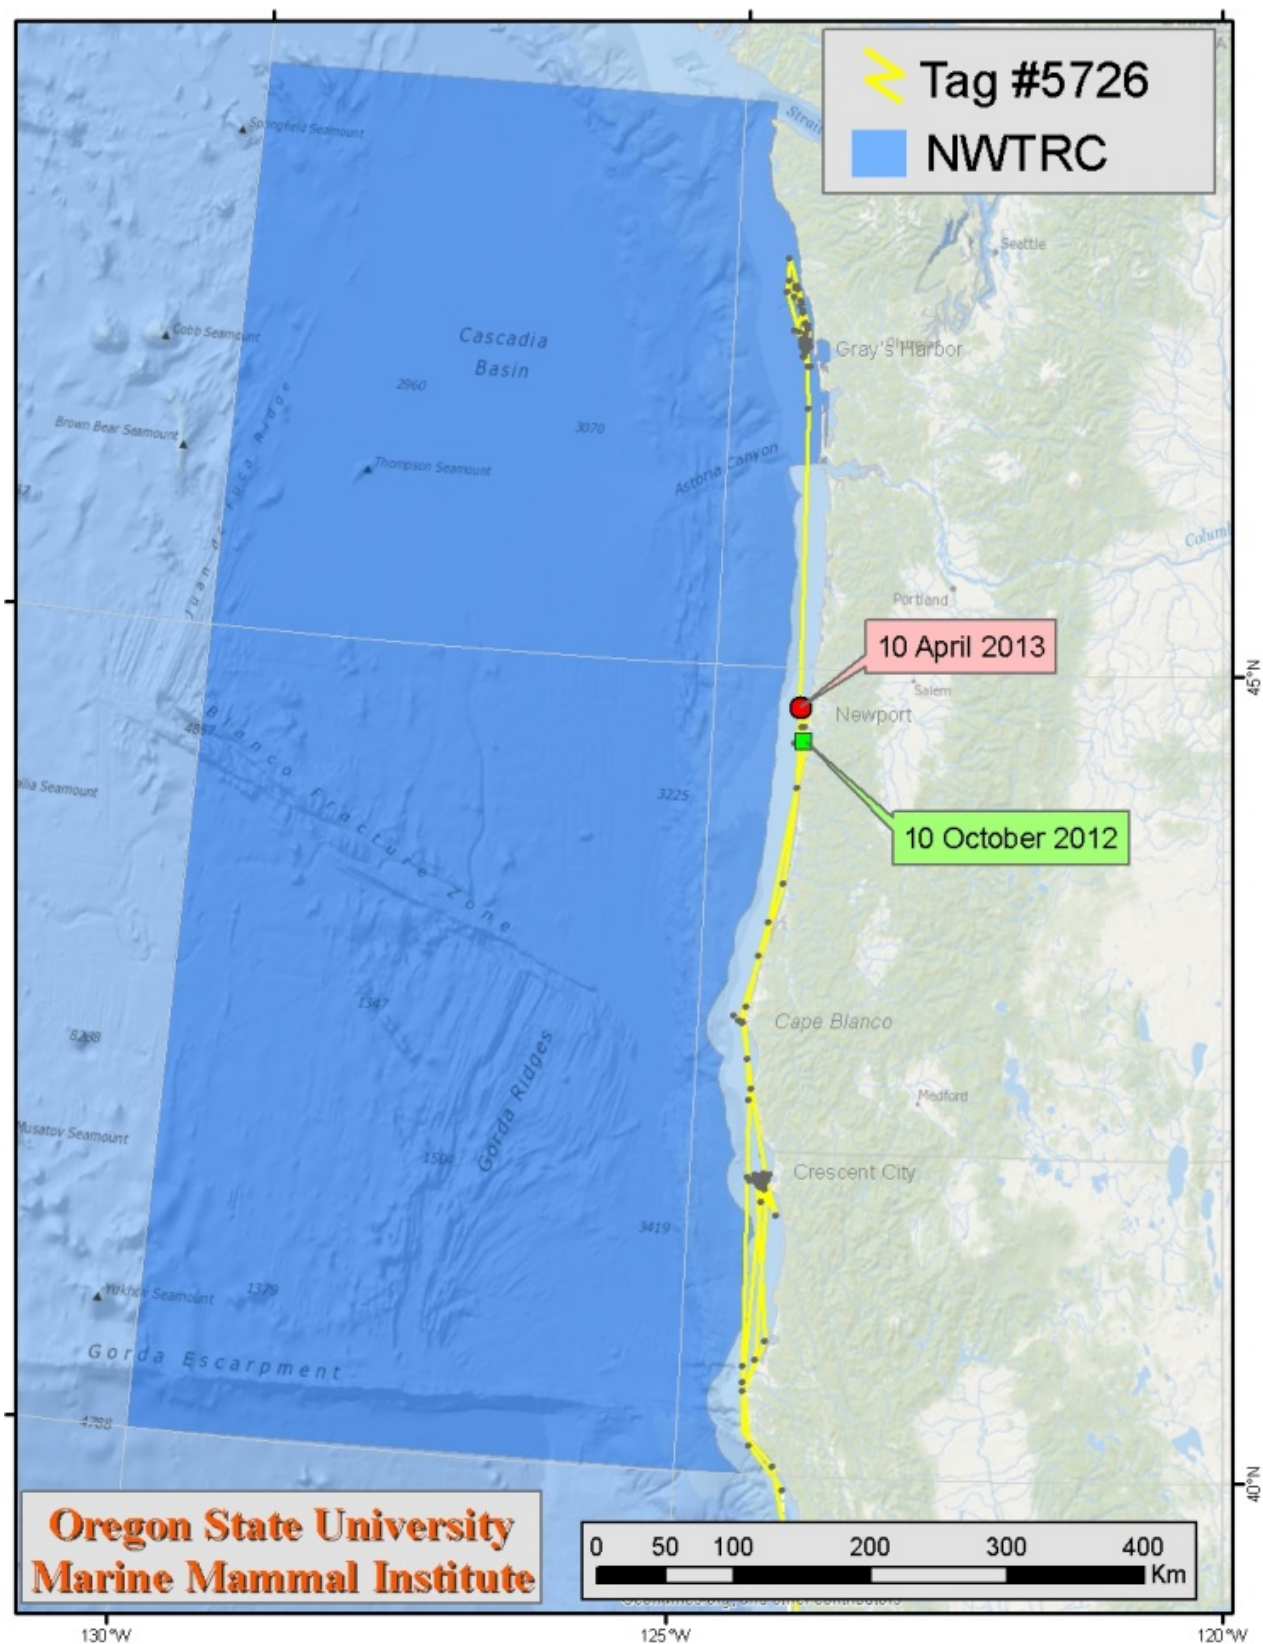 Tag #5726
NWTRC
Springfield Seamount
Strait
Seattle
Cobb Seamount
Cascadia
Basin
Gray's Harbor
2960
Brown Bear Seamount
3070
Thompson Seamount
Astoria Canyon
Juan de Fuca Ridge
Portland
10 April 2013
45°N
Salem
Newport
Blanco Fracture Zone
3225
10 October 2012
1347
Cape Blanco
Gorda Ridges
Medford
Musatov Seamount
Crescent City
3419
Seamount
1379
Gorda Escarpment
4788
40°N
Oregon State University
Marine Mammal Institute
0 50 100 200 300 400
Km
130°W 125°W 120°W